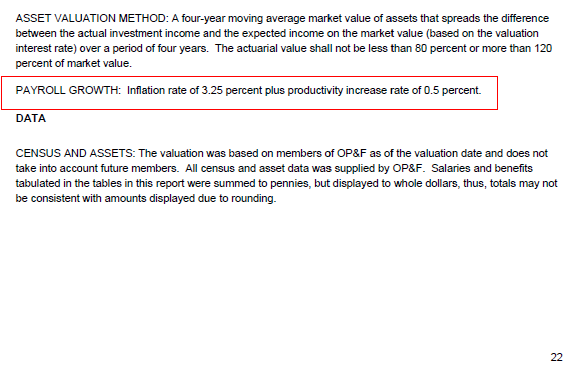 ASSET VALUATION METHOD: A four-year moving average market value of assets that spreads the difference
between the actual investment income and the expected income on the market value (based on the valuation
interest rate) over a period of four years.  The actuarial value shall not be less than 80 percent or more than 120
percent of market value.
PAYROLL GROWTH:  Inflation rate of 3.25 percent plus productivity increase rate of 0.5 percent.
DATA
CENSUS AND ASSETS: The valuation was based on members of OP&F as of the valuation date and does not
take into account future members.  All census and asset data was supplied by OP&F.  Salaries and benefits
tabulated in the tables in this report were summed to pennies, but displayed to whole dollars, thus, totals may not
be consistent with amounts displayed due to rounding.
22